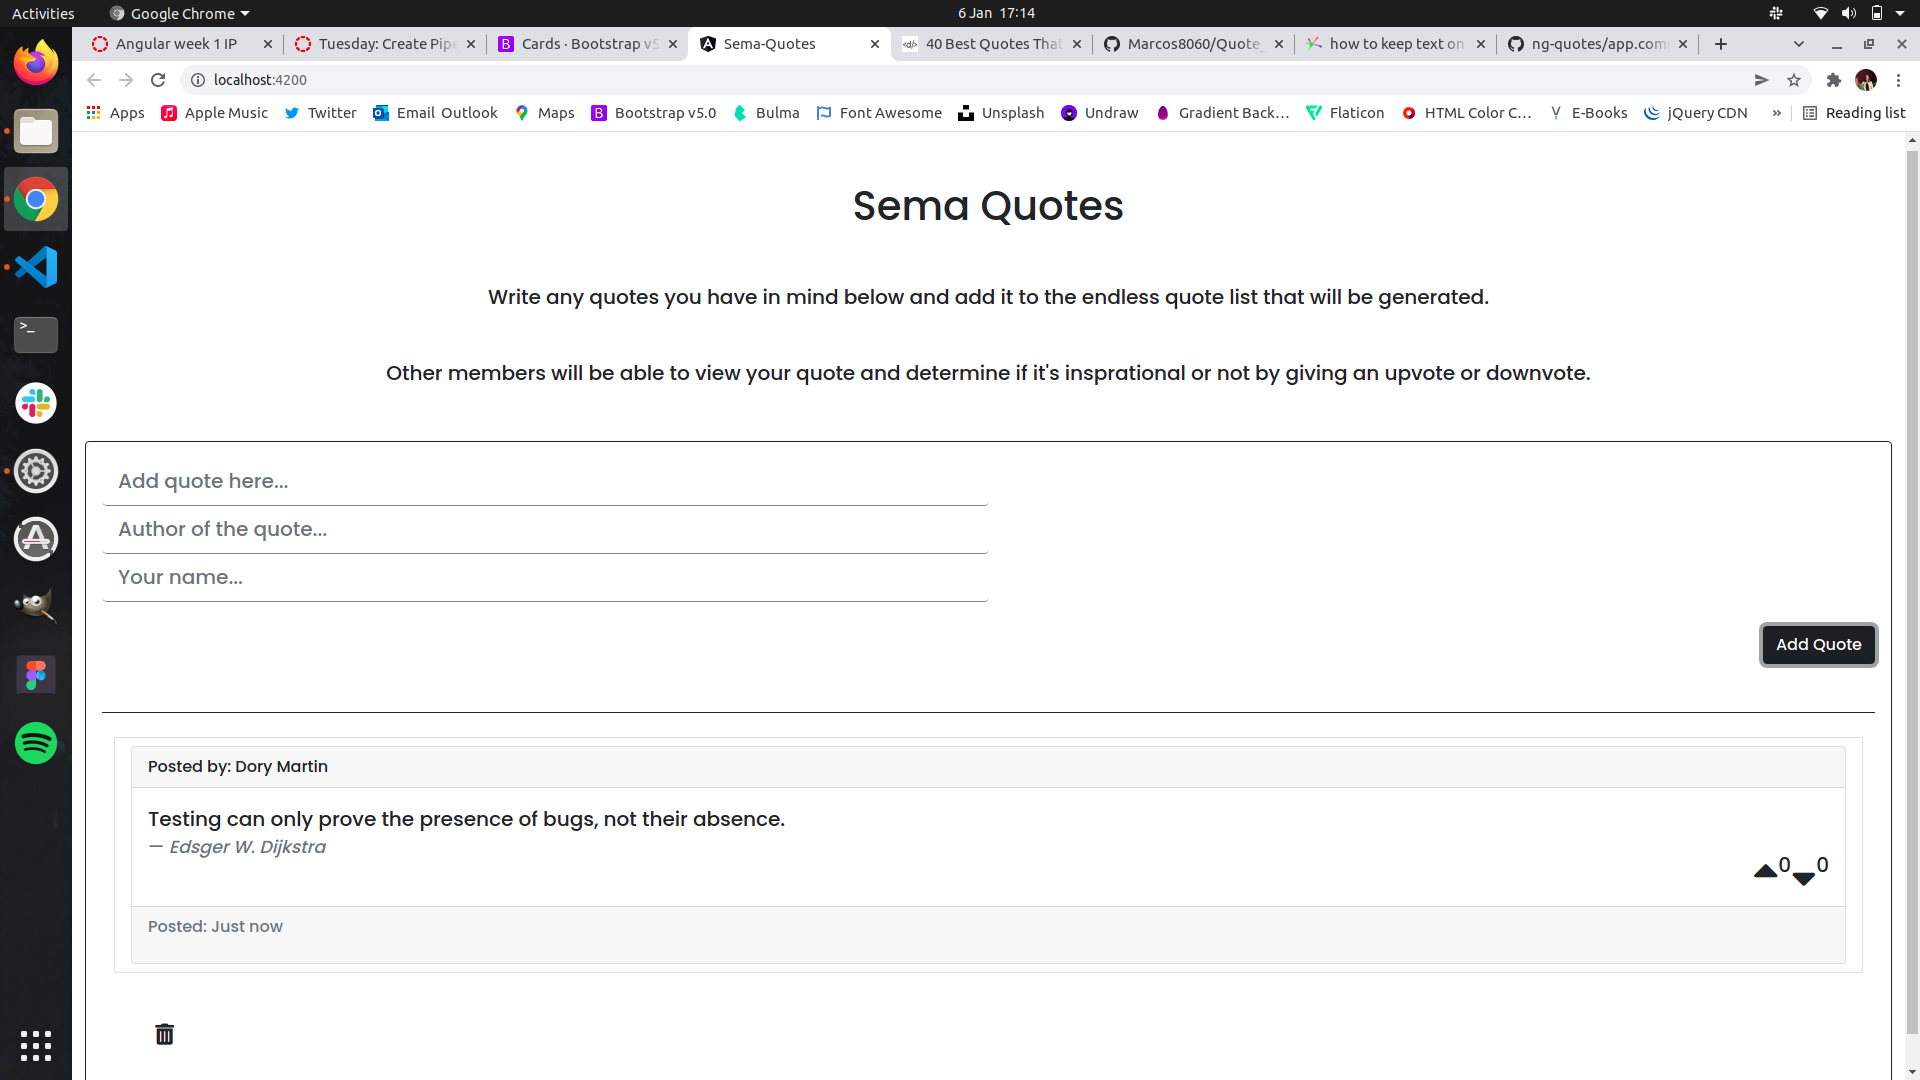 Activities Google Chrome 6 Jan 17:14
Angular week 1 IP Tuesday: Create Pipe Cards · Bootstrap v5 Sema-Quotes 40 Best Quotes That Marcos8060/Quote_ how to keep text on ng-quotes/app.com
localhost:4200
Apps Apple Music Twitter Email Outlook Maps Bootstrap v5.0 Bulma Font Awesome Unsplash Undraw Gradient Back... Flaticon HTML Color C... E-Books jQuery CDN » Reading list
Sema Quotes
Write any quotes you have in mind below and add it to the endless quote list that will be generated.
Other members will be able to view your quote and determine if it's insprational or not by giving an upvote or downvote.
Add quote here...
Author of the quote...
Your name...
Add Quote
Posted by: Dory Martin
Testing can only prove the presence of bugs, not their absence.
— Edsger W. Dijkstra
0 0
Posted: Just now